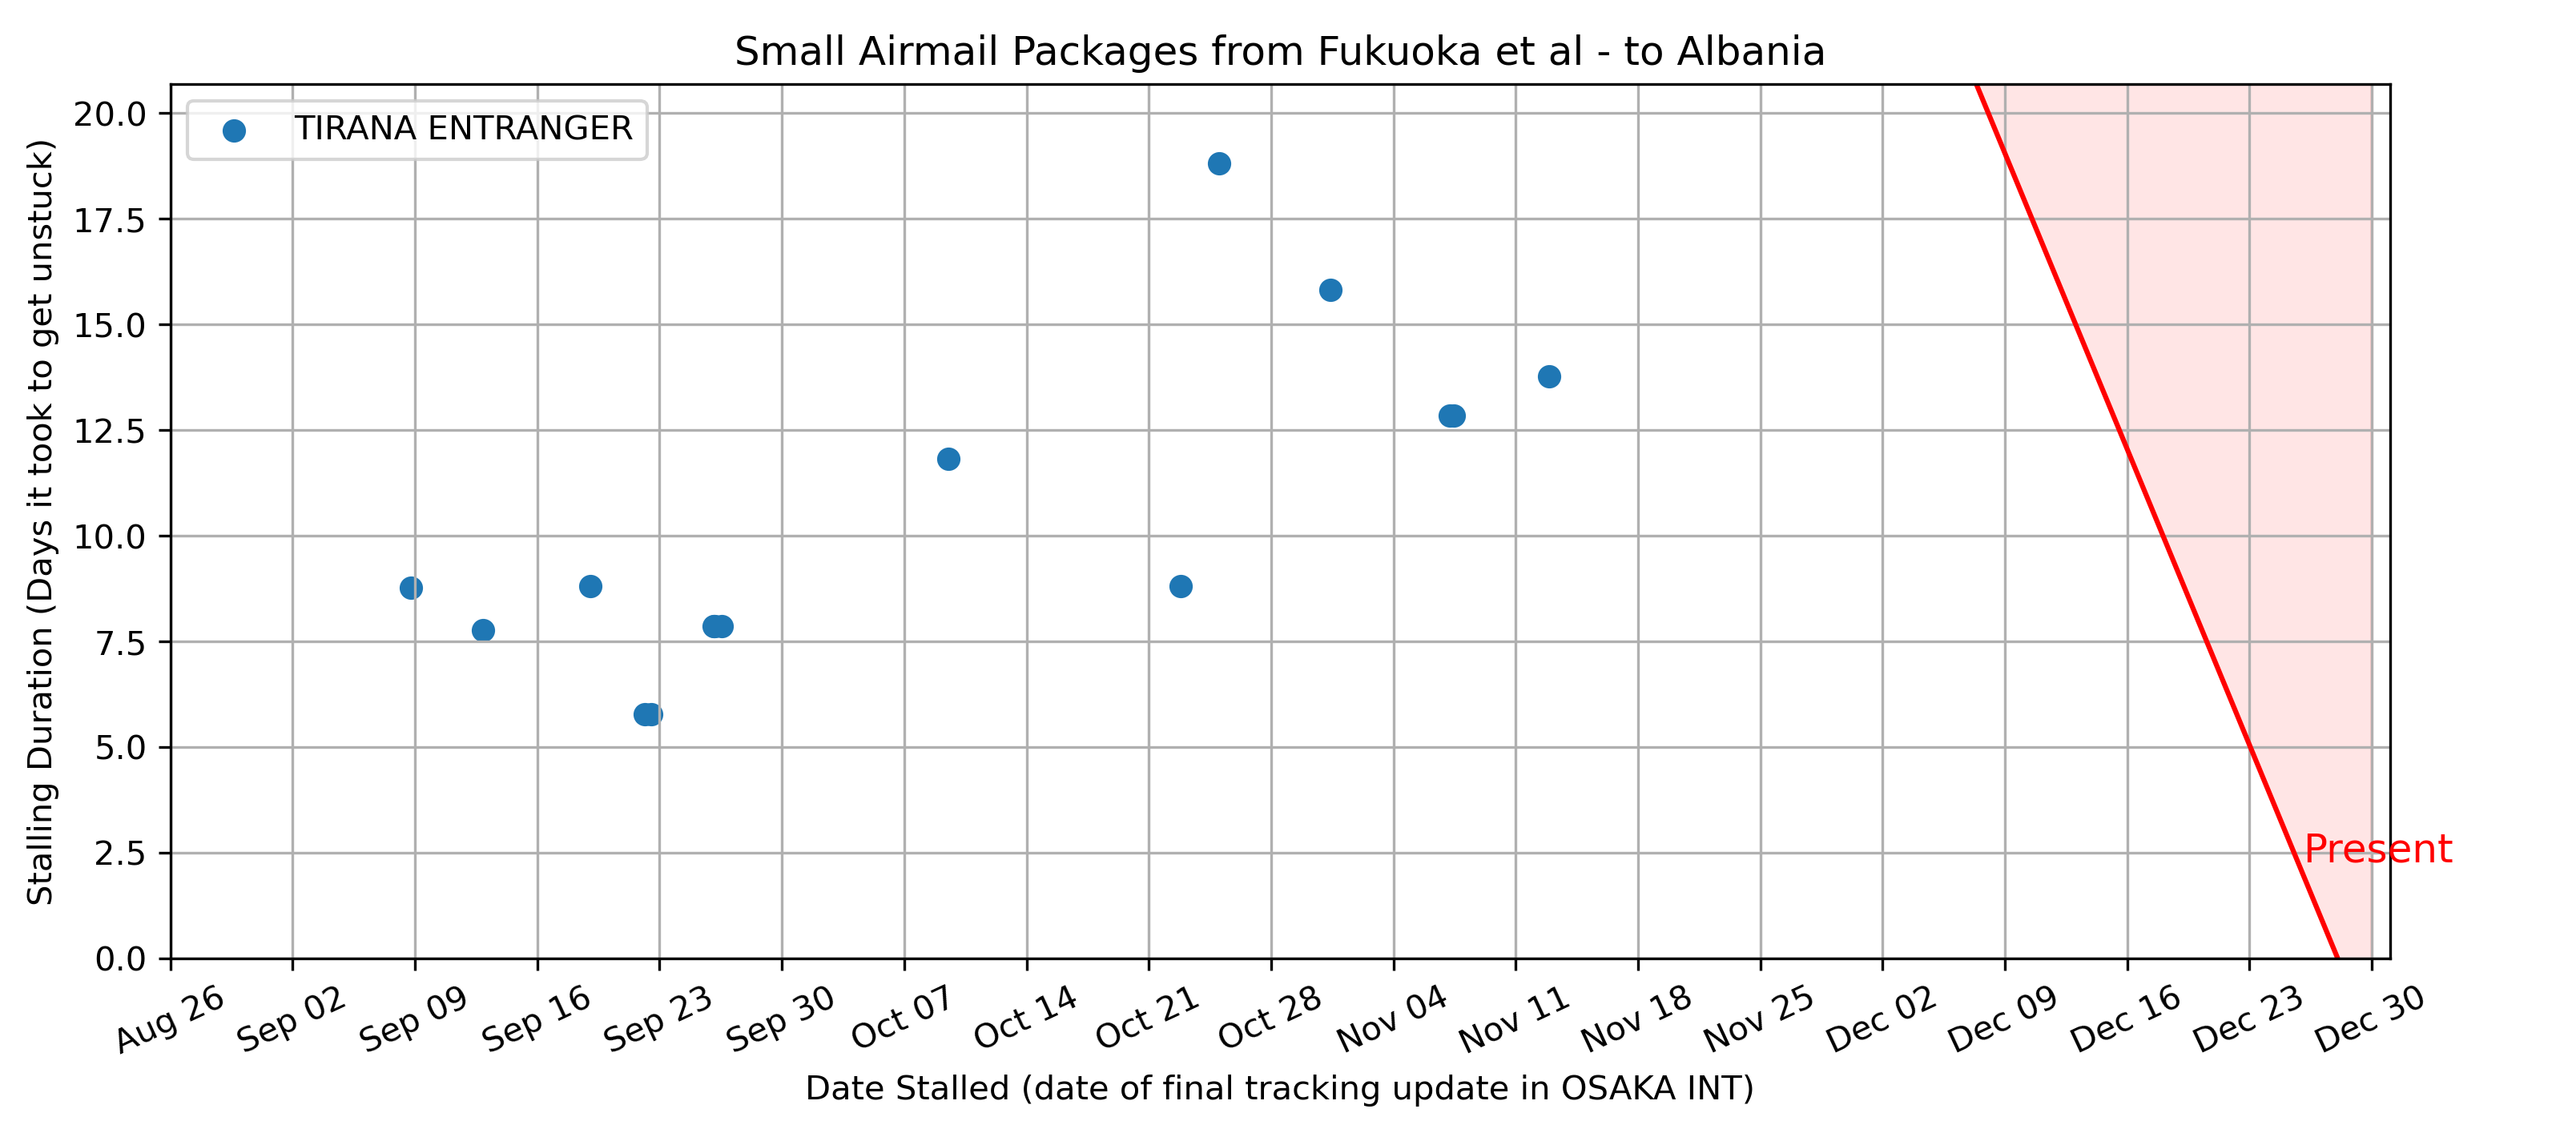 Small Airmail Packages from Fukuoka et al - to Albania
TIRANA ENTRANGER
Stalling Duration (Days it took to get unstuck)
20.0
17.5
15.0
12.5
10.0
7.5
5.0
2.5
0.0
Present
Aug 26
Sep 02
Sep 09
Sep 16
Sep 23
Sep 30
Oct 07
Oct 14
Oct 21
Oct 28
Nov 04
Nov 11
Nov 18
Nov 25
Dec 02
Dec 09
Dec 16
Dec 23
Dec 30
Date Stalled (date of final tracking update in OSAKA INT)